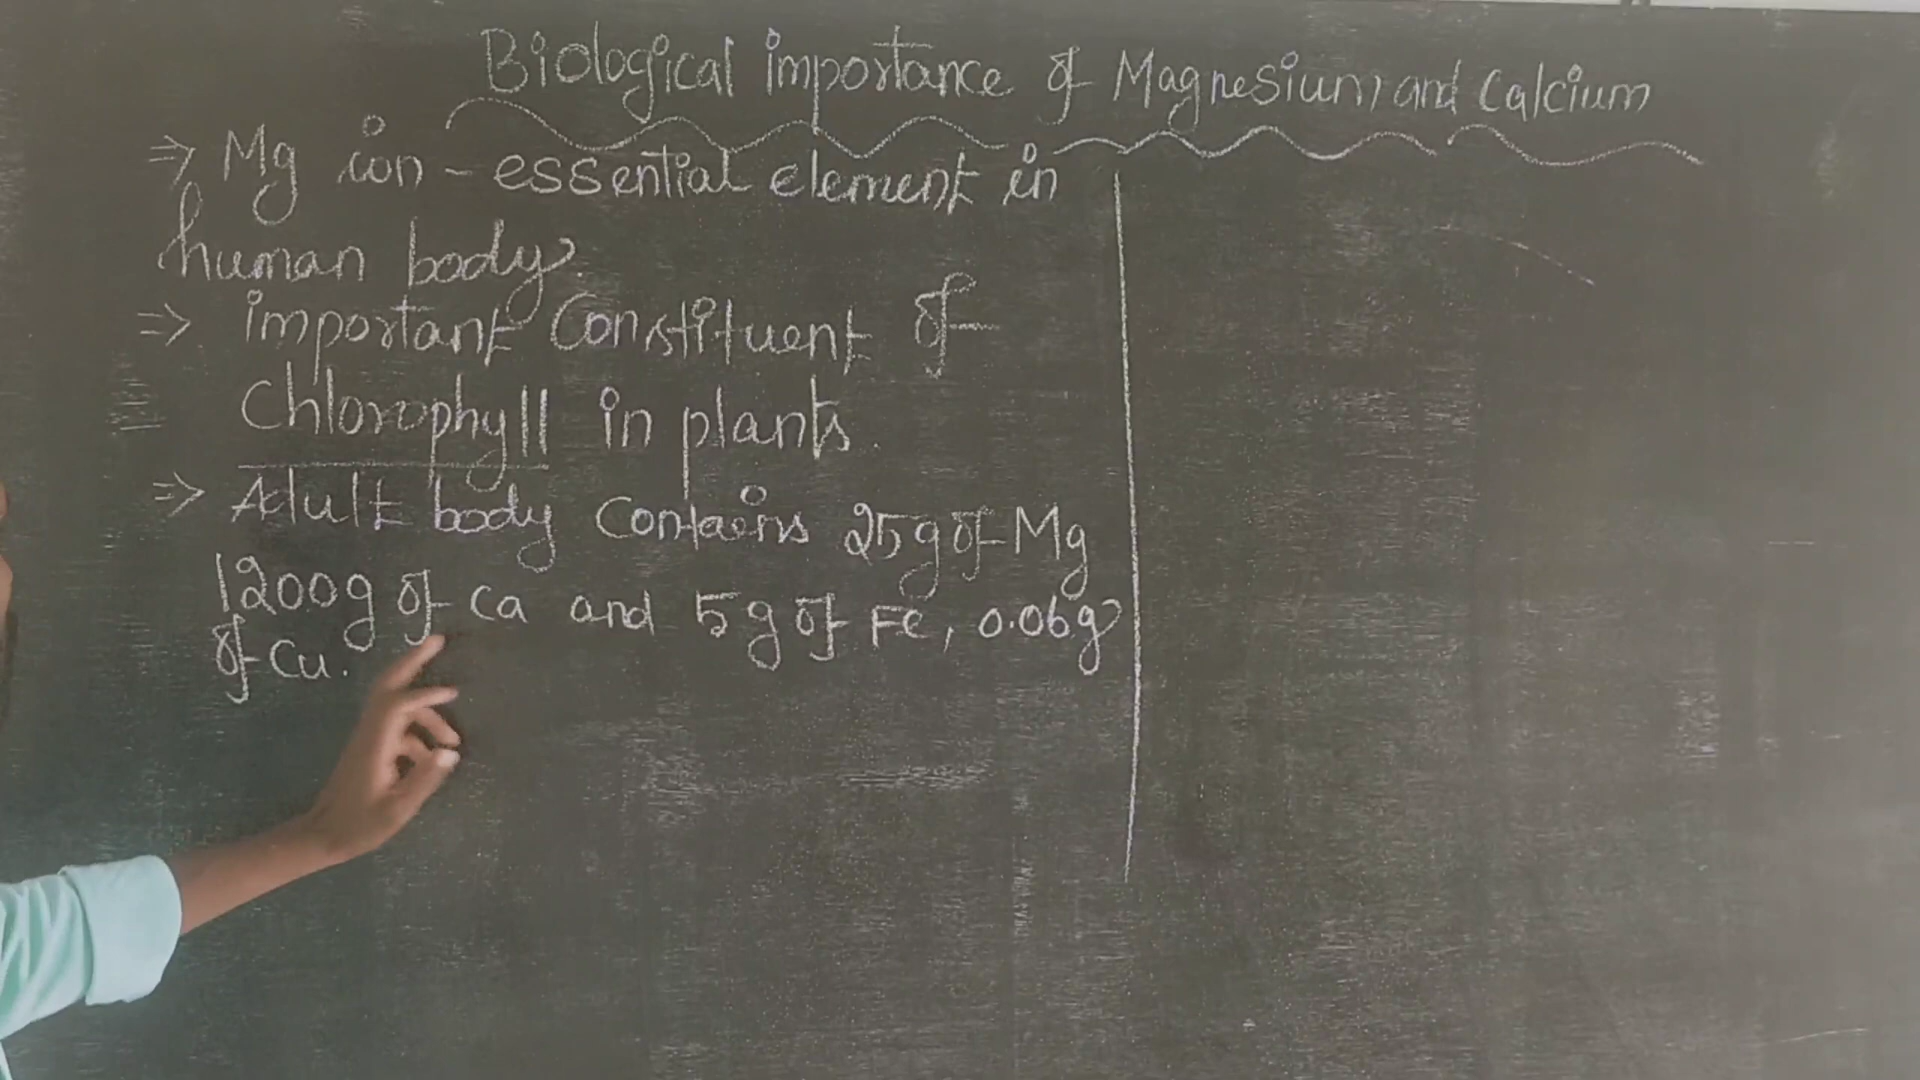 Biological importance of Magnesium and Calcium
⇒ Mg ion - essential element in
human body.
⇒ important Constituent of
Chlorophyll in plants.
⇒ Adult body contains 25g of Mg
1200g of Ca and 5g of Fe, 0.06g
of Cu.